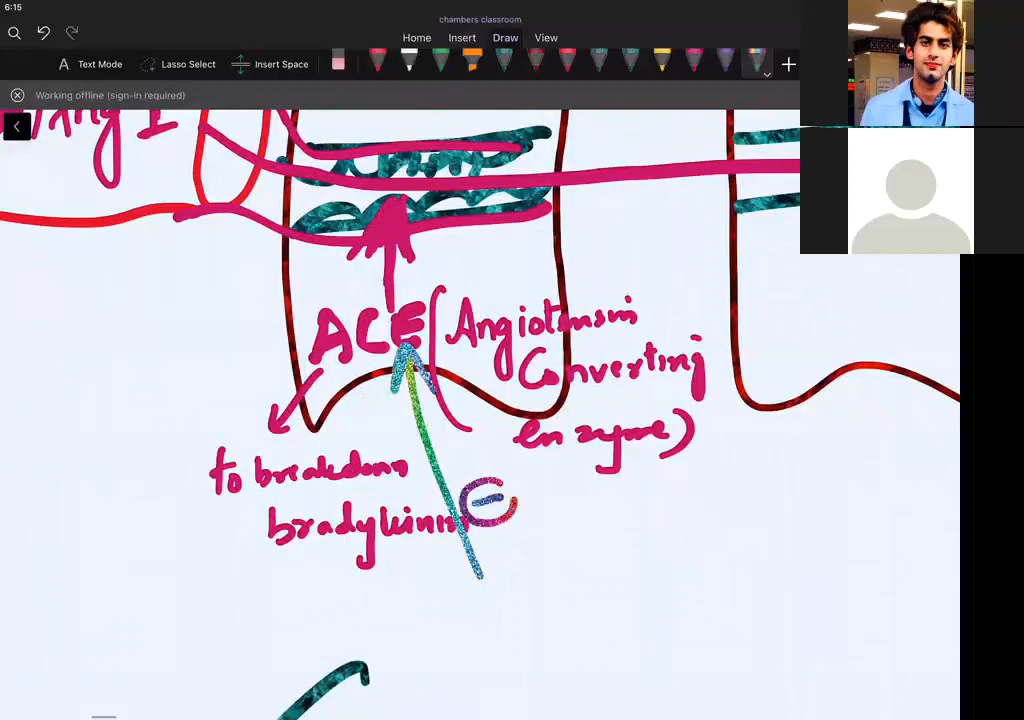 6:15
chambers classroom
Home Insert Draw View
Text Mode Lasso Select Insert Space
Working offline (sign-in required)
Ang I
ACE (Angiotensin
Converting
enzyme)
to breakdown
bradykinin